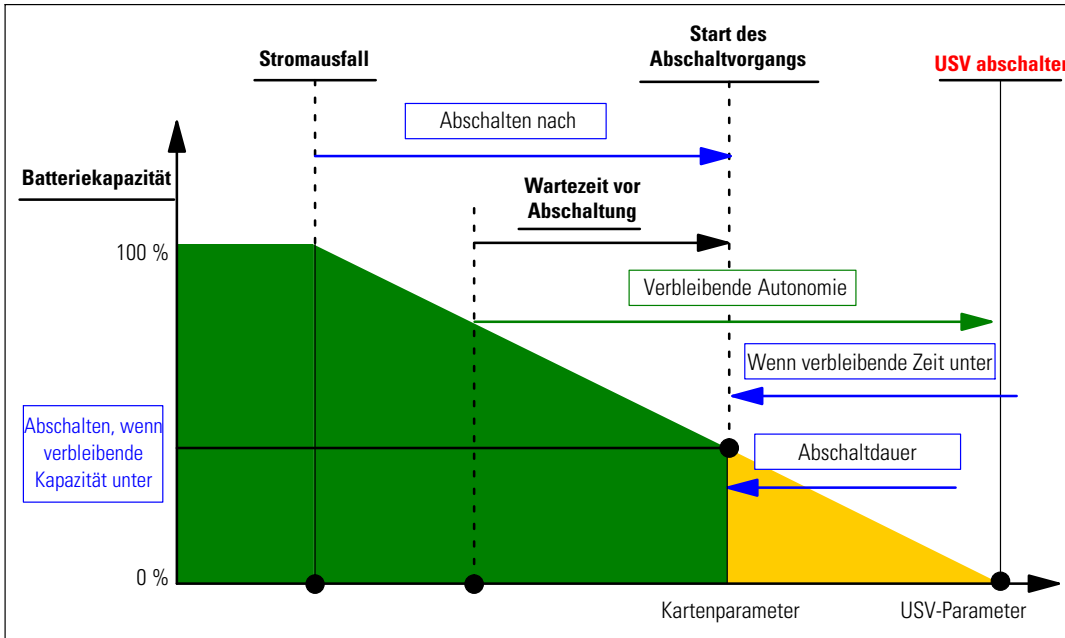 Stromausfall
Start des
Abschaltvorgangs
USV abschalten
Abschalten nach
Batteriekapazität
Wartezeit vor
Abschaltung
100 %
Verbleibende Autonomie
Wenn verbleibende Zeit unter
Abschalten, wenn
verbleibende
Kapazität unter
Abschaltdauer
0 %
Kartenparameter
USV-Parameter